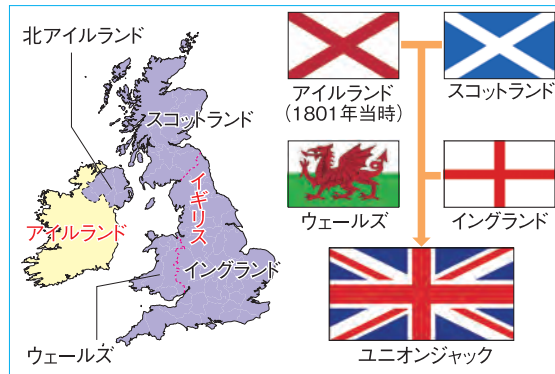 北アイルランド
スコットランド
アイルランド
イギリス
イングランド
ウェールズ
アイルランド
(1801年当時)
スコットランド
ウェールズ
イングランド
ユニオンジャック